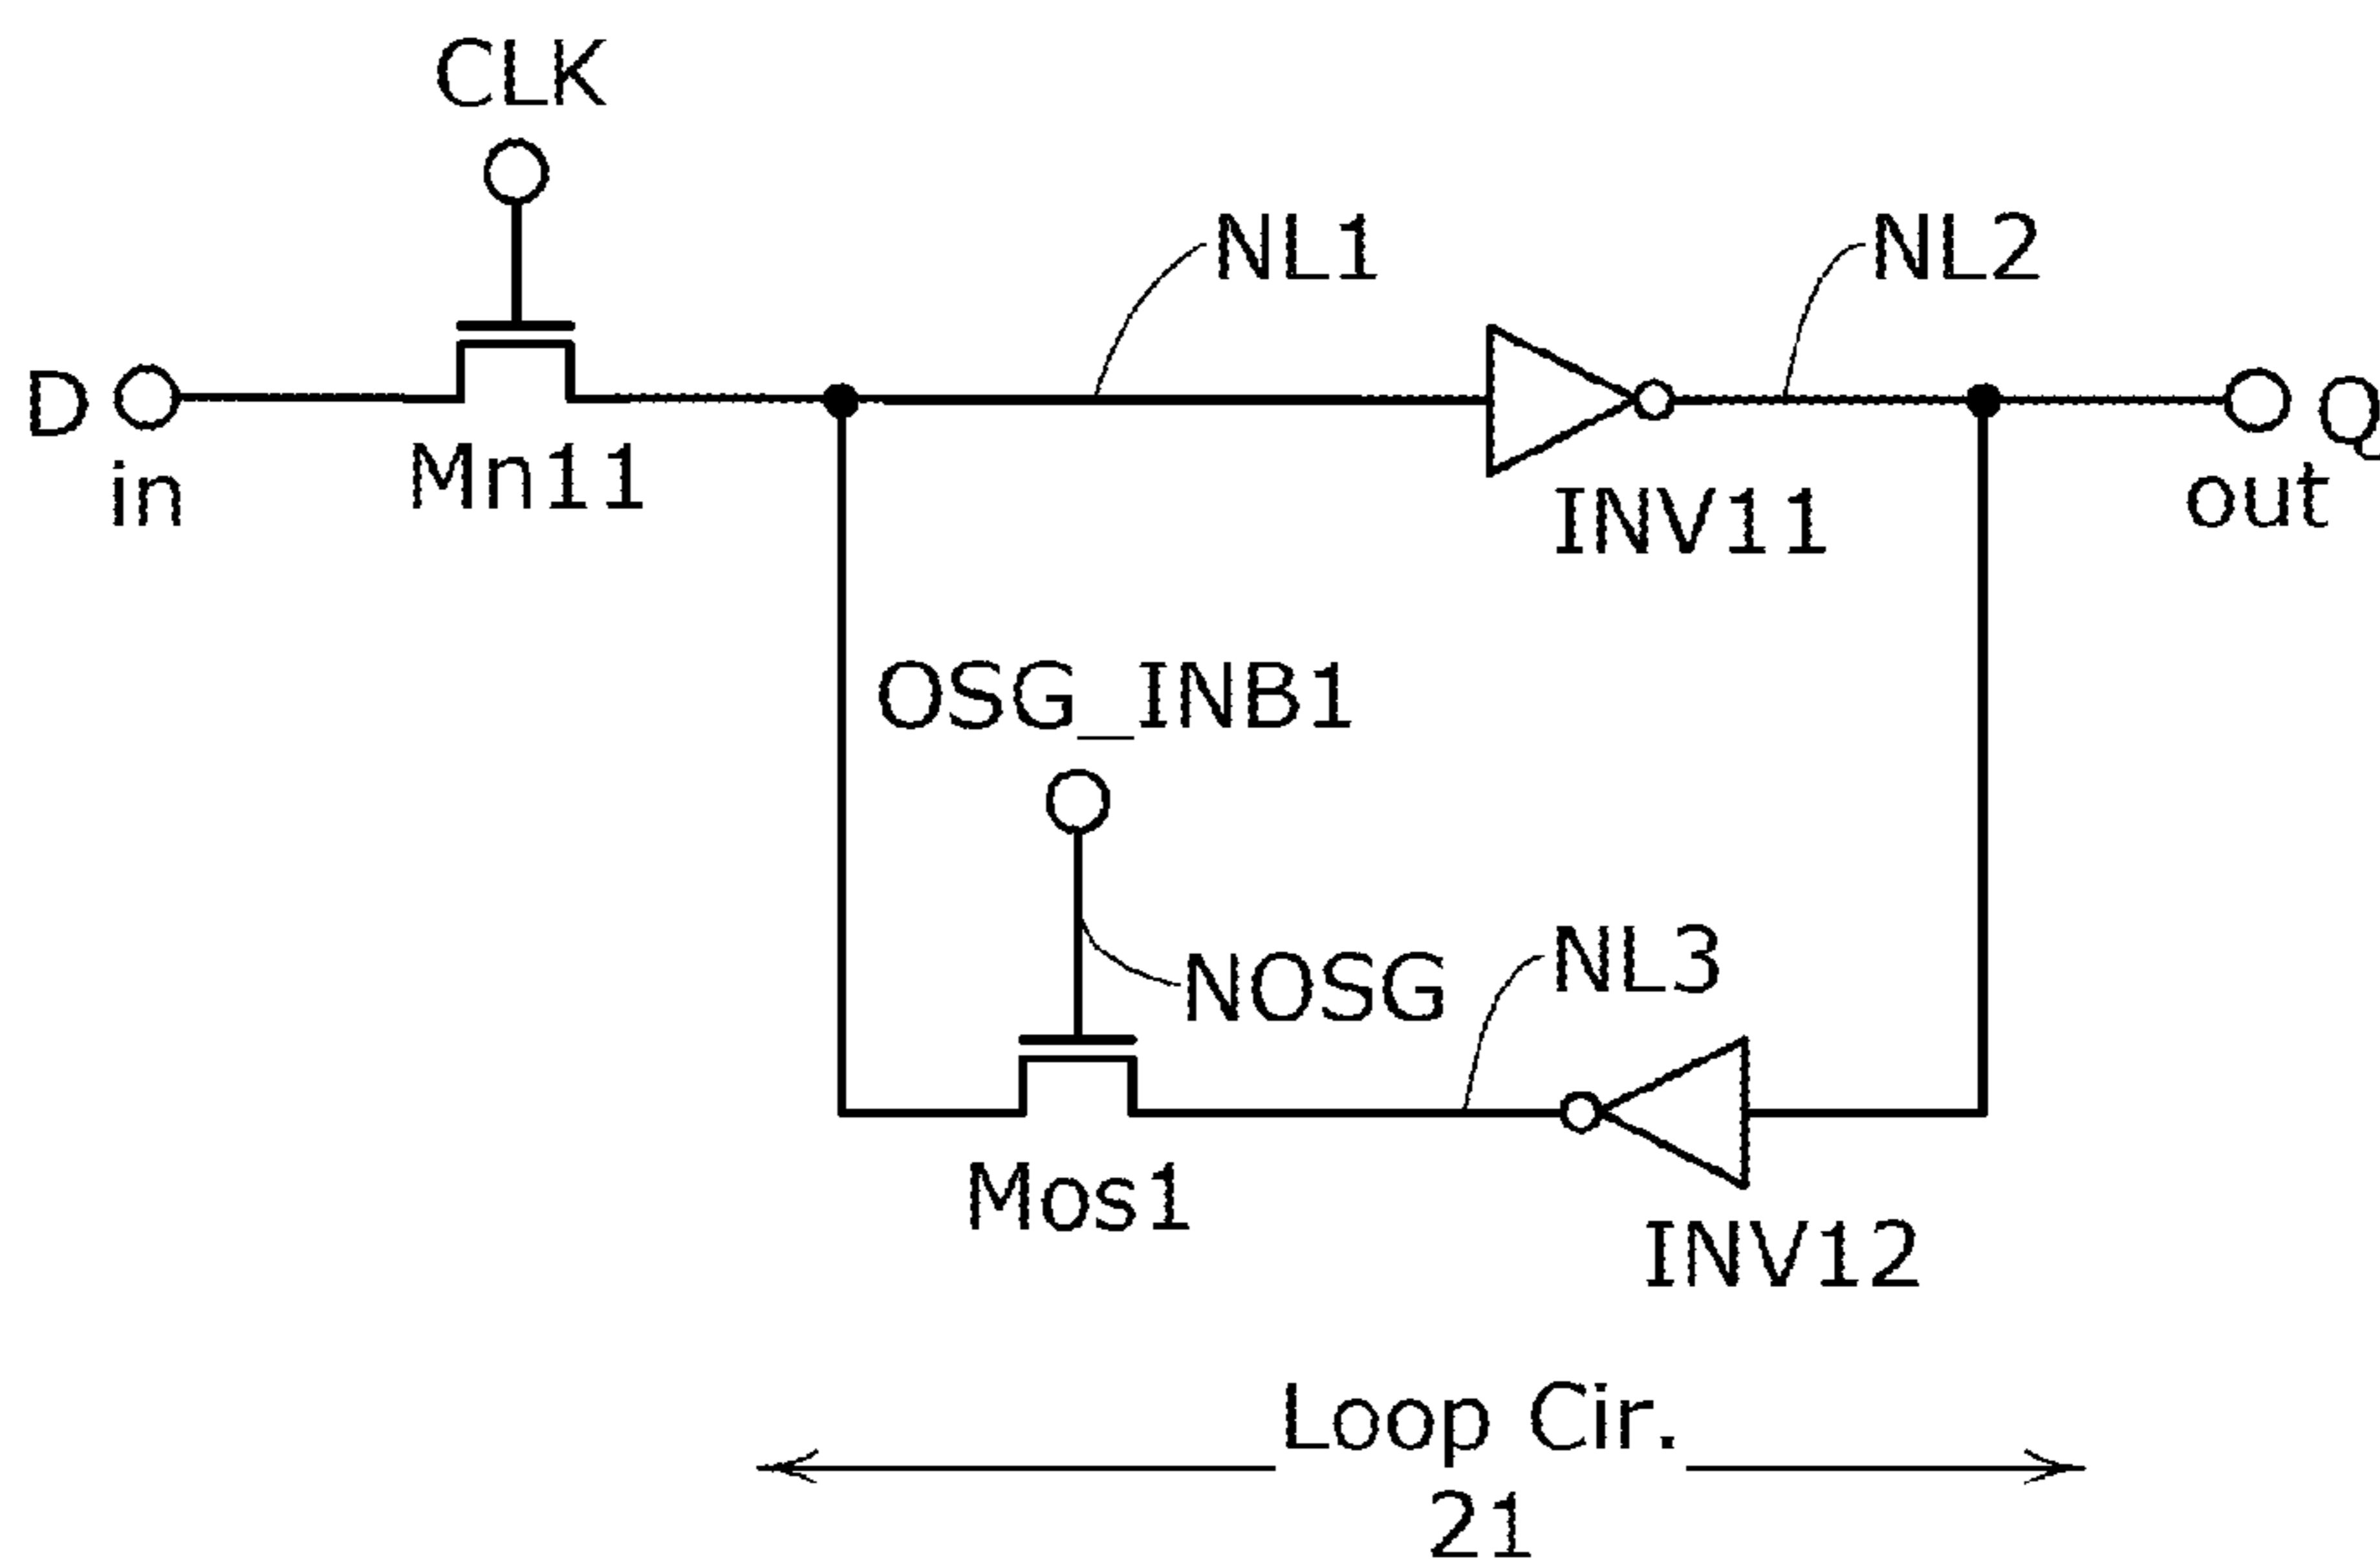 CLK
NL1
NL2
D
in
Mn11
INV11
Q
out
OSG_INB1
NOSG
NL3
Mos1
INV12
Loop Cir.
21